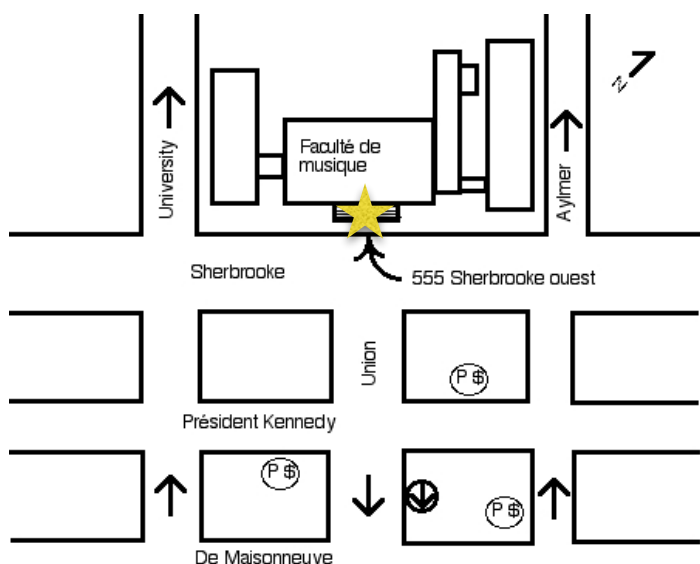 N
Faculté de
musique
University
Aylmer
Sherbrooke
555 Sherbrooke ouest
Union
P $
Président Kennedy
P $
P $
De Maisonneuve